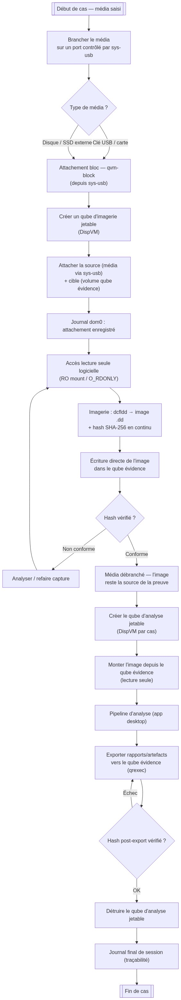 Début de cas — média saisi
Brancher le média
sur un port contrôlé par sys-
usb
Type de média ?
Disque / SSD externe
Clé USB / carte
Attachement bloc — qvm-
block
(depuis sys-usb)
Créer un qube d'imagerie
jetable
(DispVM)
Attacher la source (média
via sys-usb)
+ cible (volume qube
évidence)
Journal dom0 :
attachement enregistré
Accès lecture seule
logicielle
(RO mount / O_RDONLY)
Imagerie : dcfldd → image
.dd
+ hash SHA-256 en continu
Écriture directe de l'image
dans le qube évidence
Hash vérifié ?
Non conforme
Conforme
Analyser / refaire capture
Média débranché — l'image
reste la source de la preuve
Créer le qube d'analyse
jetable
(DispVM par cas)
Monter l'image depuis le
qube évidence
(lecture seule)
Pipeline d'analyse (app
desktop)
Exporter rapports/artefacts
vers le qube évidence
(qrexec)
Échec
Hash post-export vérifié ?
OK
Détruire le qube d'analyse
jetable
Journal final de session
(traçabilité)
Fin de cas